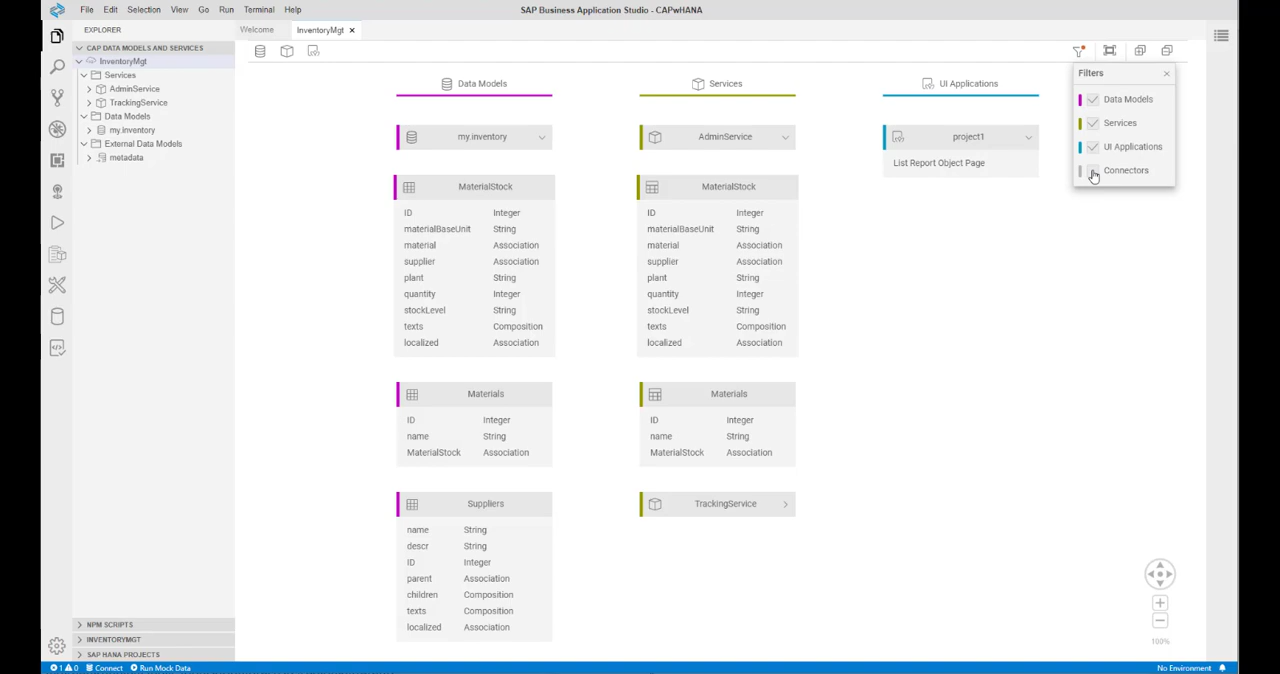 File Edit Selection View Go Run Terminal Help
SAP Business Application Studio - CAPwHANA
EXPLORER
CAP DATA MODELS AND SERVICES
InventoryMgt
Services
AdminService
TrackingService
Data Models
my.inventory
External Data Models
metadata
NPM SCRIPTS
INVENTORYMGT
SAP HANA PROJECTS
Welcome
InventoryMgt
Data Models
my.inventory
MaterialStock
ID Integer
materialBaseUnit String
material Association
supplier Association
plant String
quantity Integer
stockLevel String
texts Composition
localized Association
Materials
ID Integer
name String
MaterialStock Association
Suppliers
name String
descr String
ID Integer
parent Association
children Composition
texts Composition
localized Association
Services
AdminService
MaterialStock
ID Integer
materialBaseUnit String
material Association
supplier Association
plant String
quantity Integer
stockLevel String
texts Composition
localized Association
Materials
ID Integer
name String
MaterialStock Association
TrackingService
UI Applications
project1
List Report Object Page
Filters
Data Models
Services
UI Applications
Connectors
100%
1 0 Connect Run Mock Data
No Environment